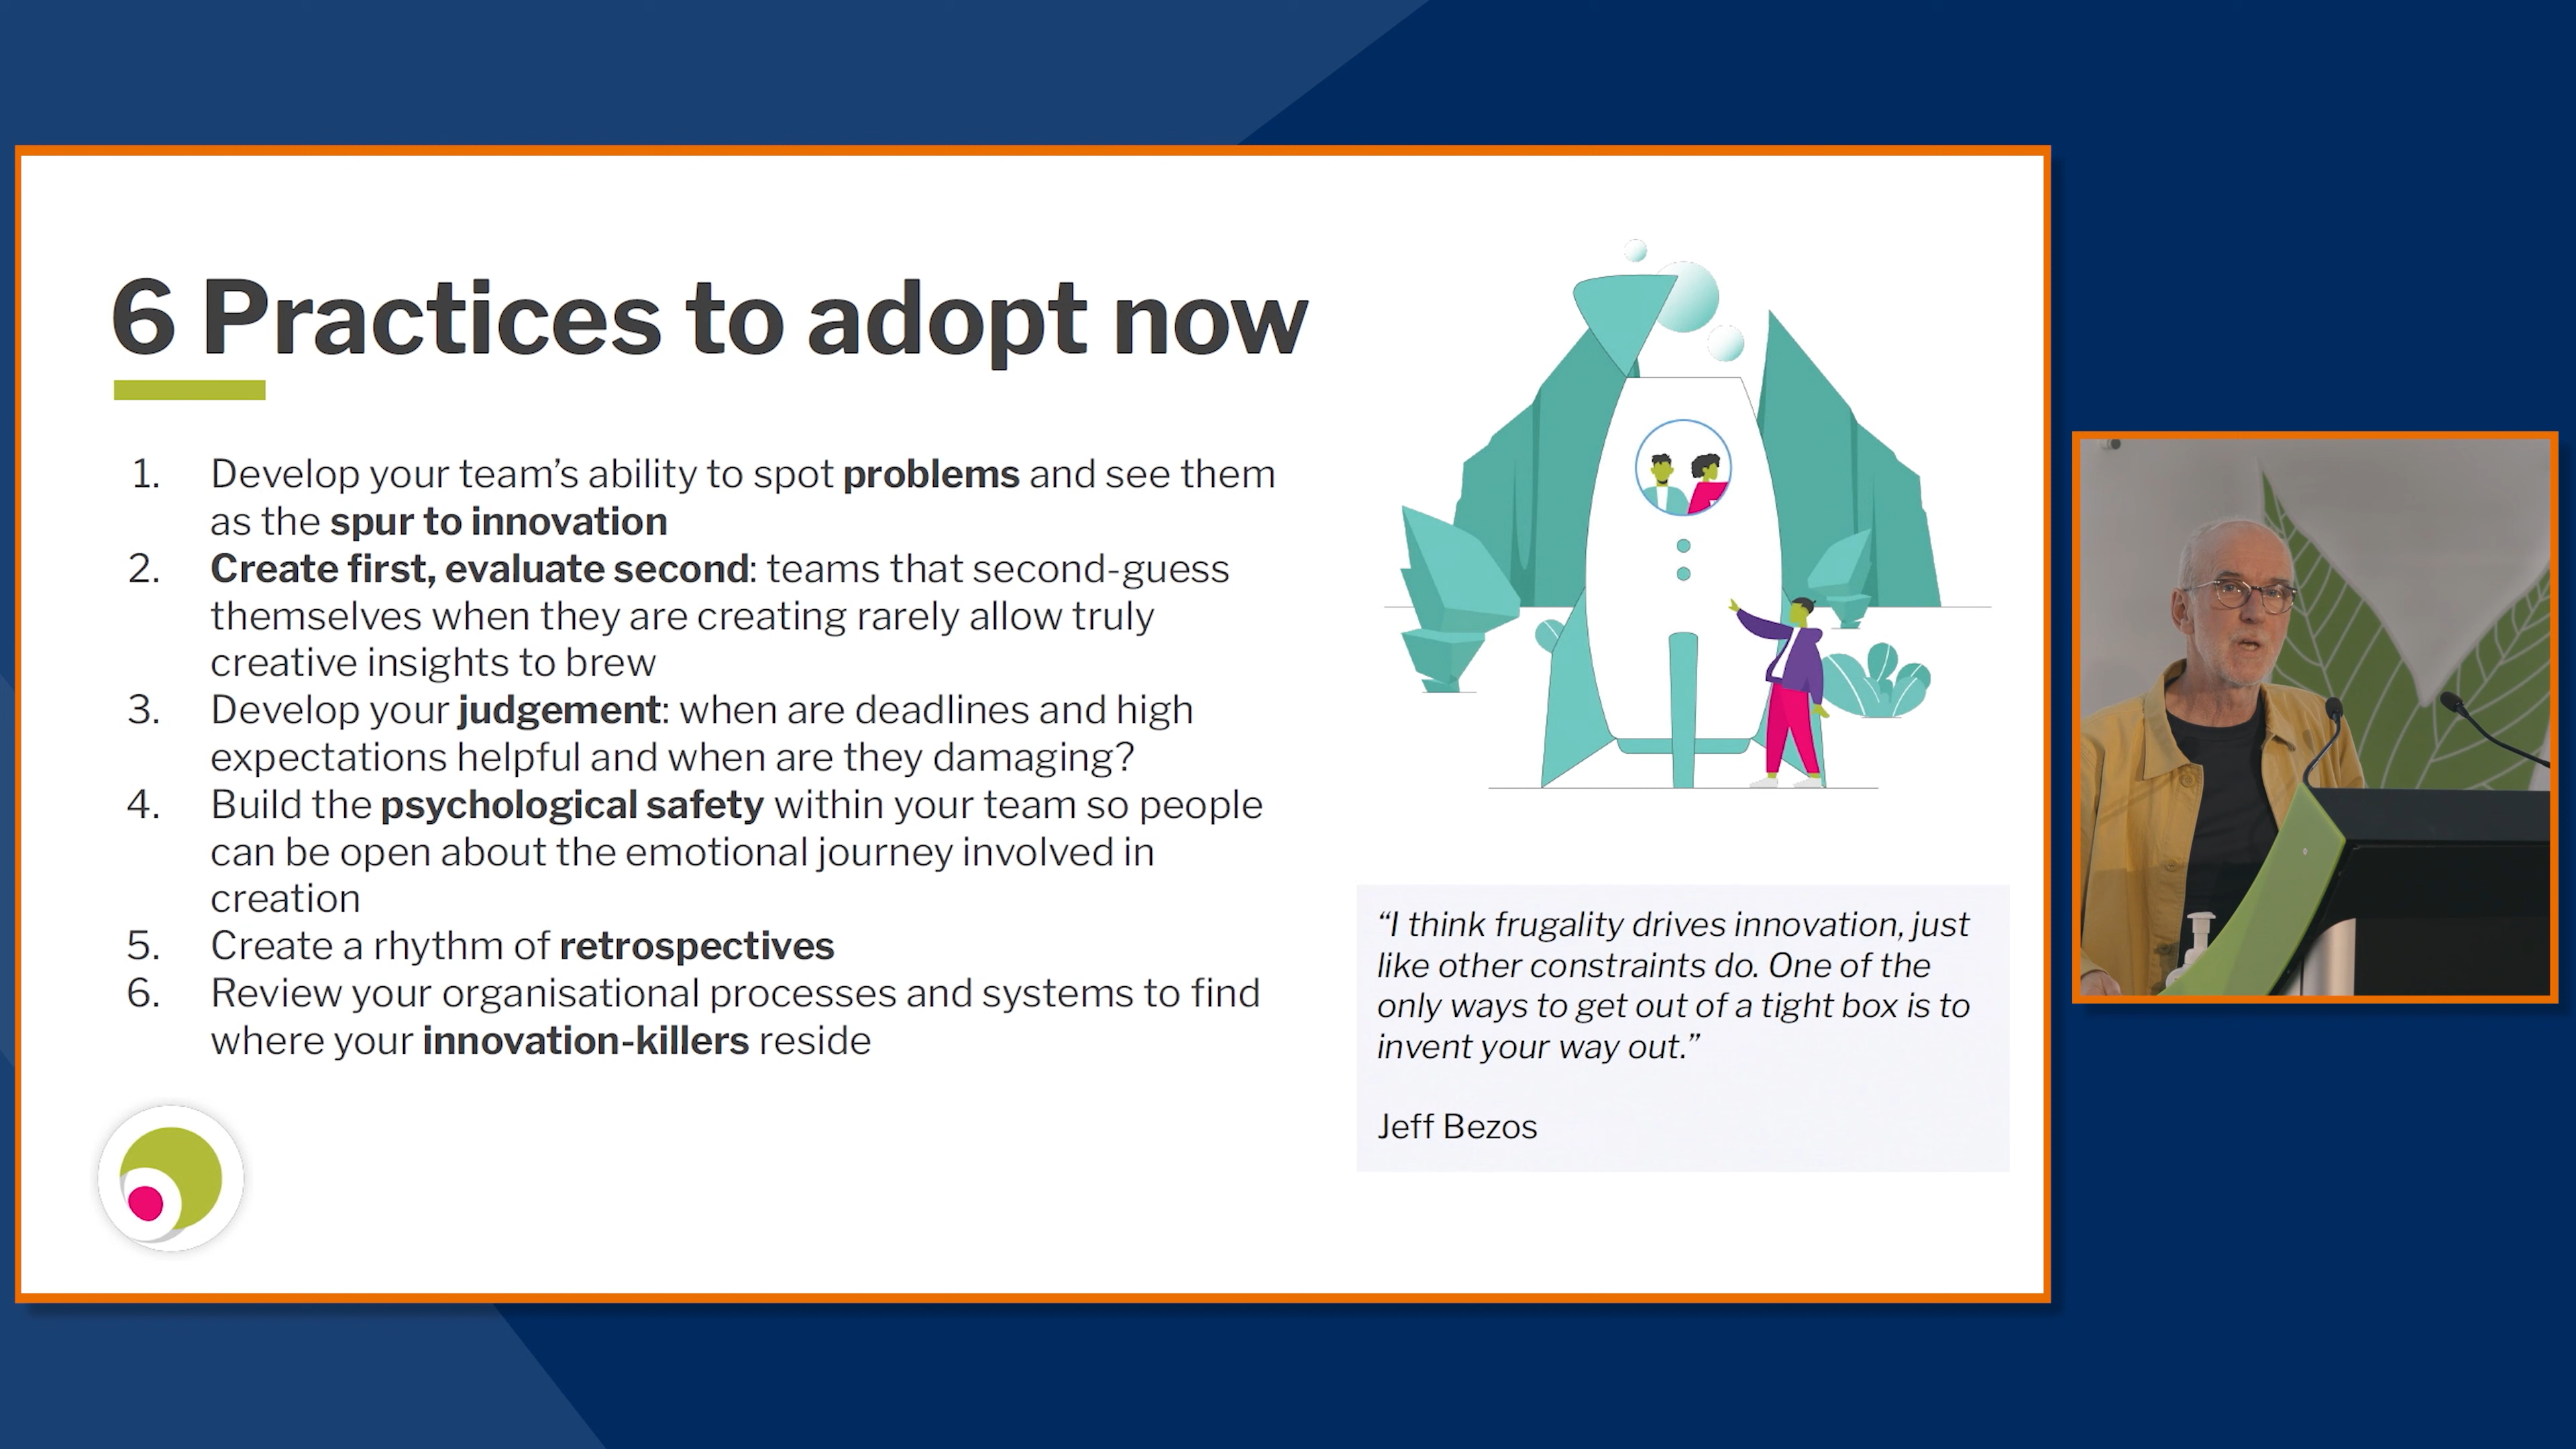 6 Practices to adopt now
1. Develop your team’s ability to spot problems and see them
as the spur to innovation
2. Create first, evaluate second: teams that second-guess
themselves when they are creating rarely allow truly
creative insights to brew
3. Develop your judgement: when are deadlines and high
expectations helpful and when are they damaging?
4. Build the psychological safety within your team so people
can be open about the emotional journey involved in
creation
5. Create a rhythm of retrospectives
6. Review your organisational processes and systems to find
where your innovation-killers reside
“I think frugality drives innovation, just
like other constraints do. One of the
only ways to get out of a tight box is to
invent your way out.”
Jeff Bezos